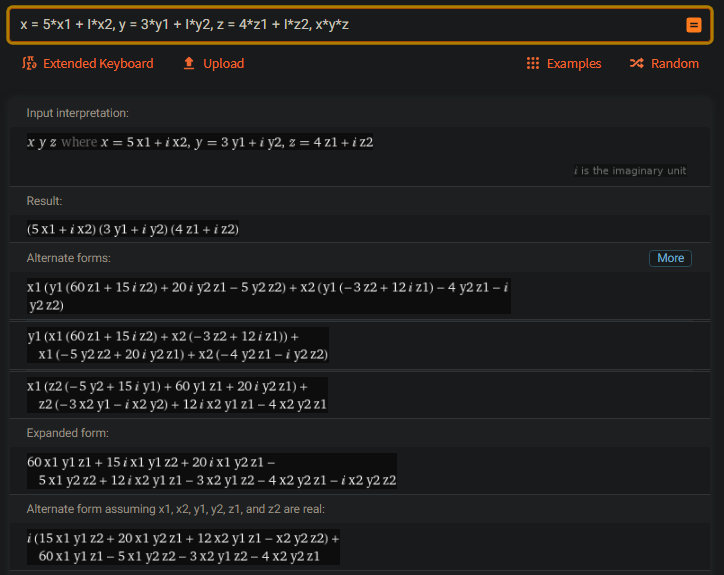 x = 5*x1 + I*x2, y = 3*y1 + I*y2, z = 4*z1 + I*z2, x*y*z
Extended Keyboard Upload Examples Random
Input interpretation:
x y z where x = 5 x1 + i x2, y = 3 y1 + i y2, z = 4 z1 + i z2
i is the imaginary unit
Result:
(5 x1 + i x2) (3 y1 + i y2) (4 z1 + i z2)
Alternate forms: More
x1 (y1 (60 z1 + 15 i z2) + 20 i y2 z1 − 5 y2 z2) + x2 (y1 (−3 z2 + 12 i z1) − 4 y2 z1 − i
y2 z2)
y1 (x1 (60 z1 + 15 i z2) + x2 (−3 z2 + 12 i z1)) +
x1 (−5 y2 z2 + 20 i y2 z1) + x2 (−4 y2 z1 − i y2 z2)
x1 (z2 (−5 y2 + 15 i y1) + 60 y1 z1 + 20 i y2 z1) +
z2 (−3 x2 y1 − i x2 y2) + 12 i x2 y1 z1 − 4 x2 y2 z1
Expanded form:
60 x1 y1 z1 + 15 i x1 y1 z2 + 20 i x1 y2 z1 −
5 x1 y2 z2 + 12 i x2 y1 z1 − 3 x2 y1 z2 − 4 x2 y2 z1 − i x2 y2 z2
Alternate form assuming x1, x2, y1, y2, z1, and z2 are real:
i (15 x1 y1 z2 + 20 x1 y2 z1 + 12 x2 y1 z1 − x2 y2 z2) +
60 x1 y1 z1 − 5 x1 y2 z2 − 3 x2 y1 z2 − 4 x2 y2 z1